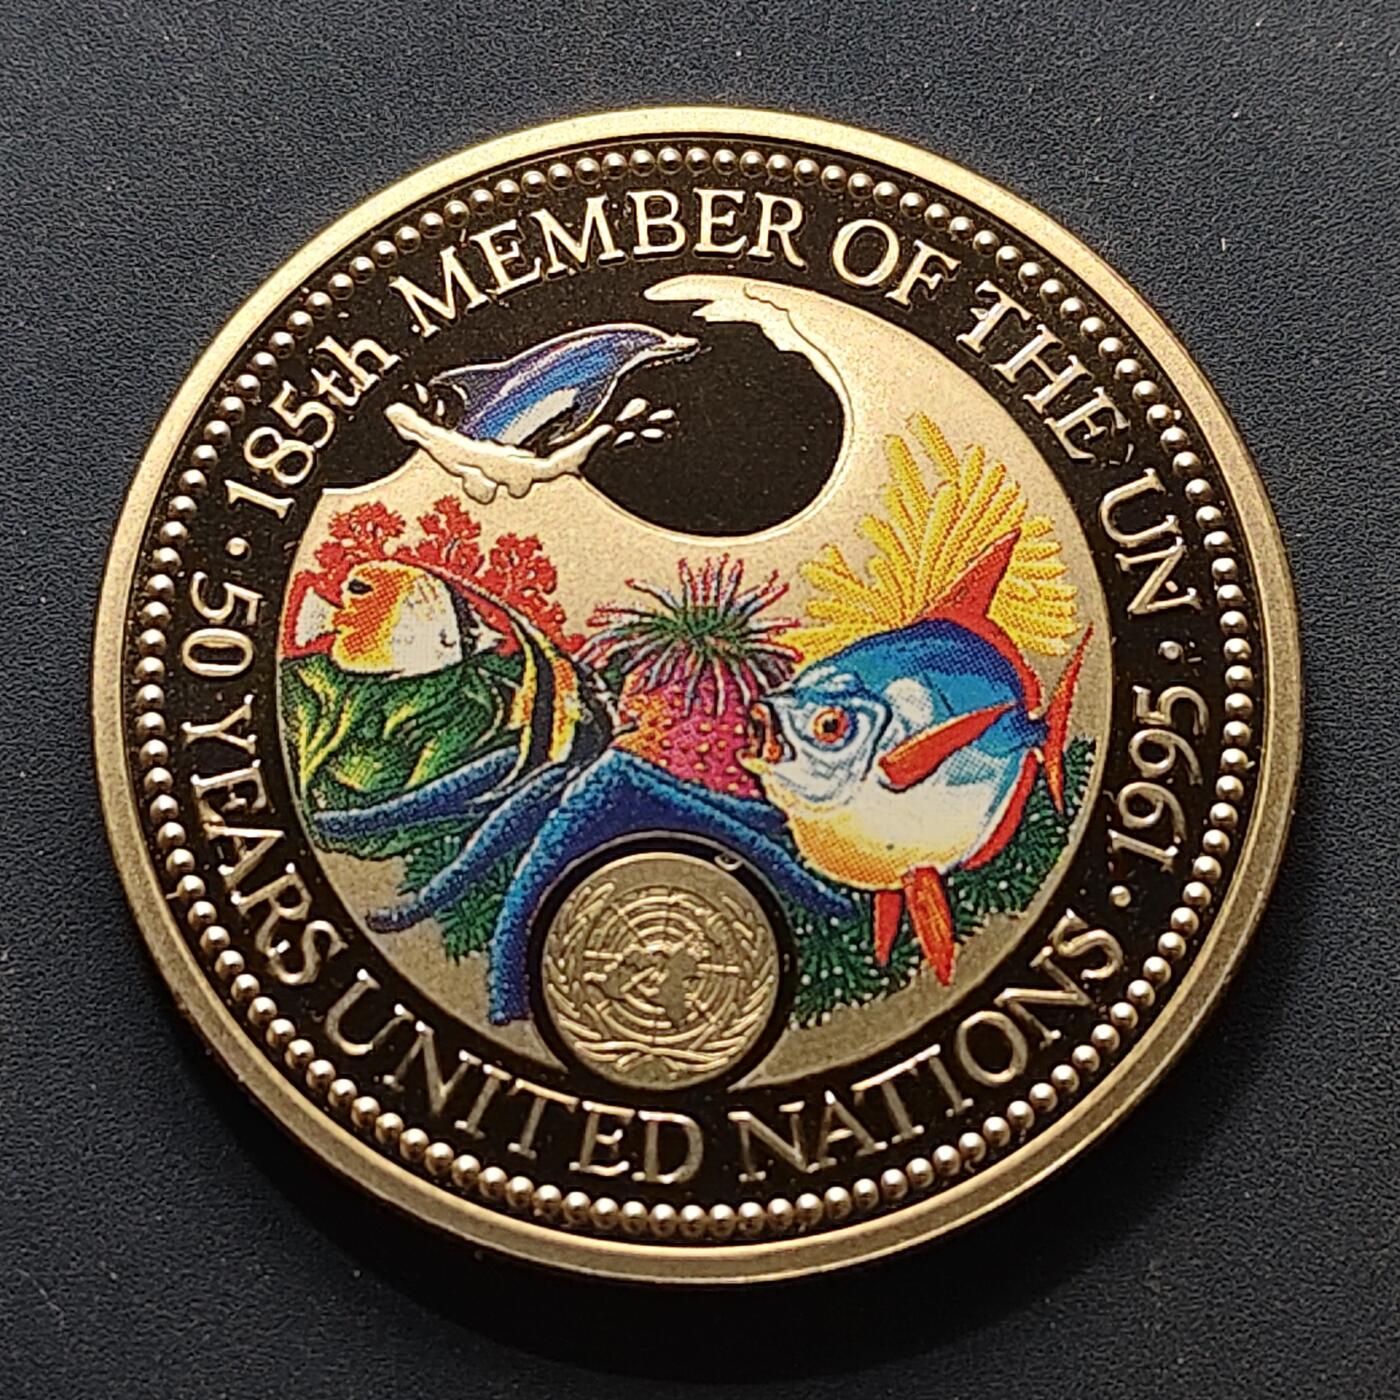 · 185th MEMBER OF THE UN · 1995 ·
50 YEARS UNITED NATIONS